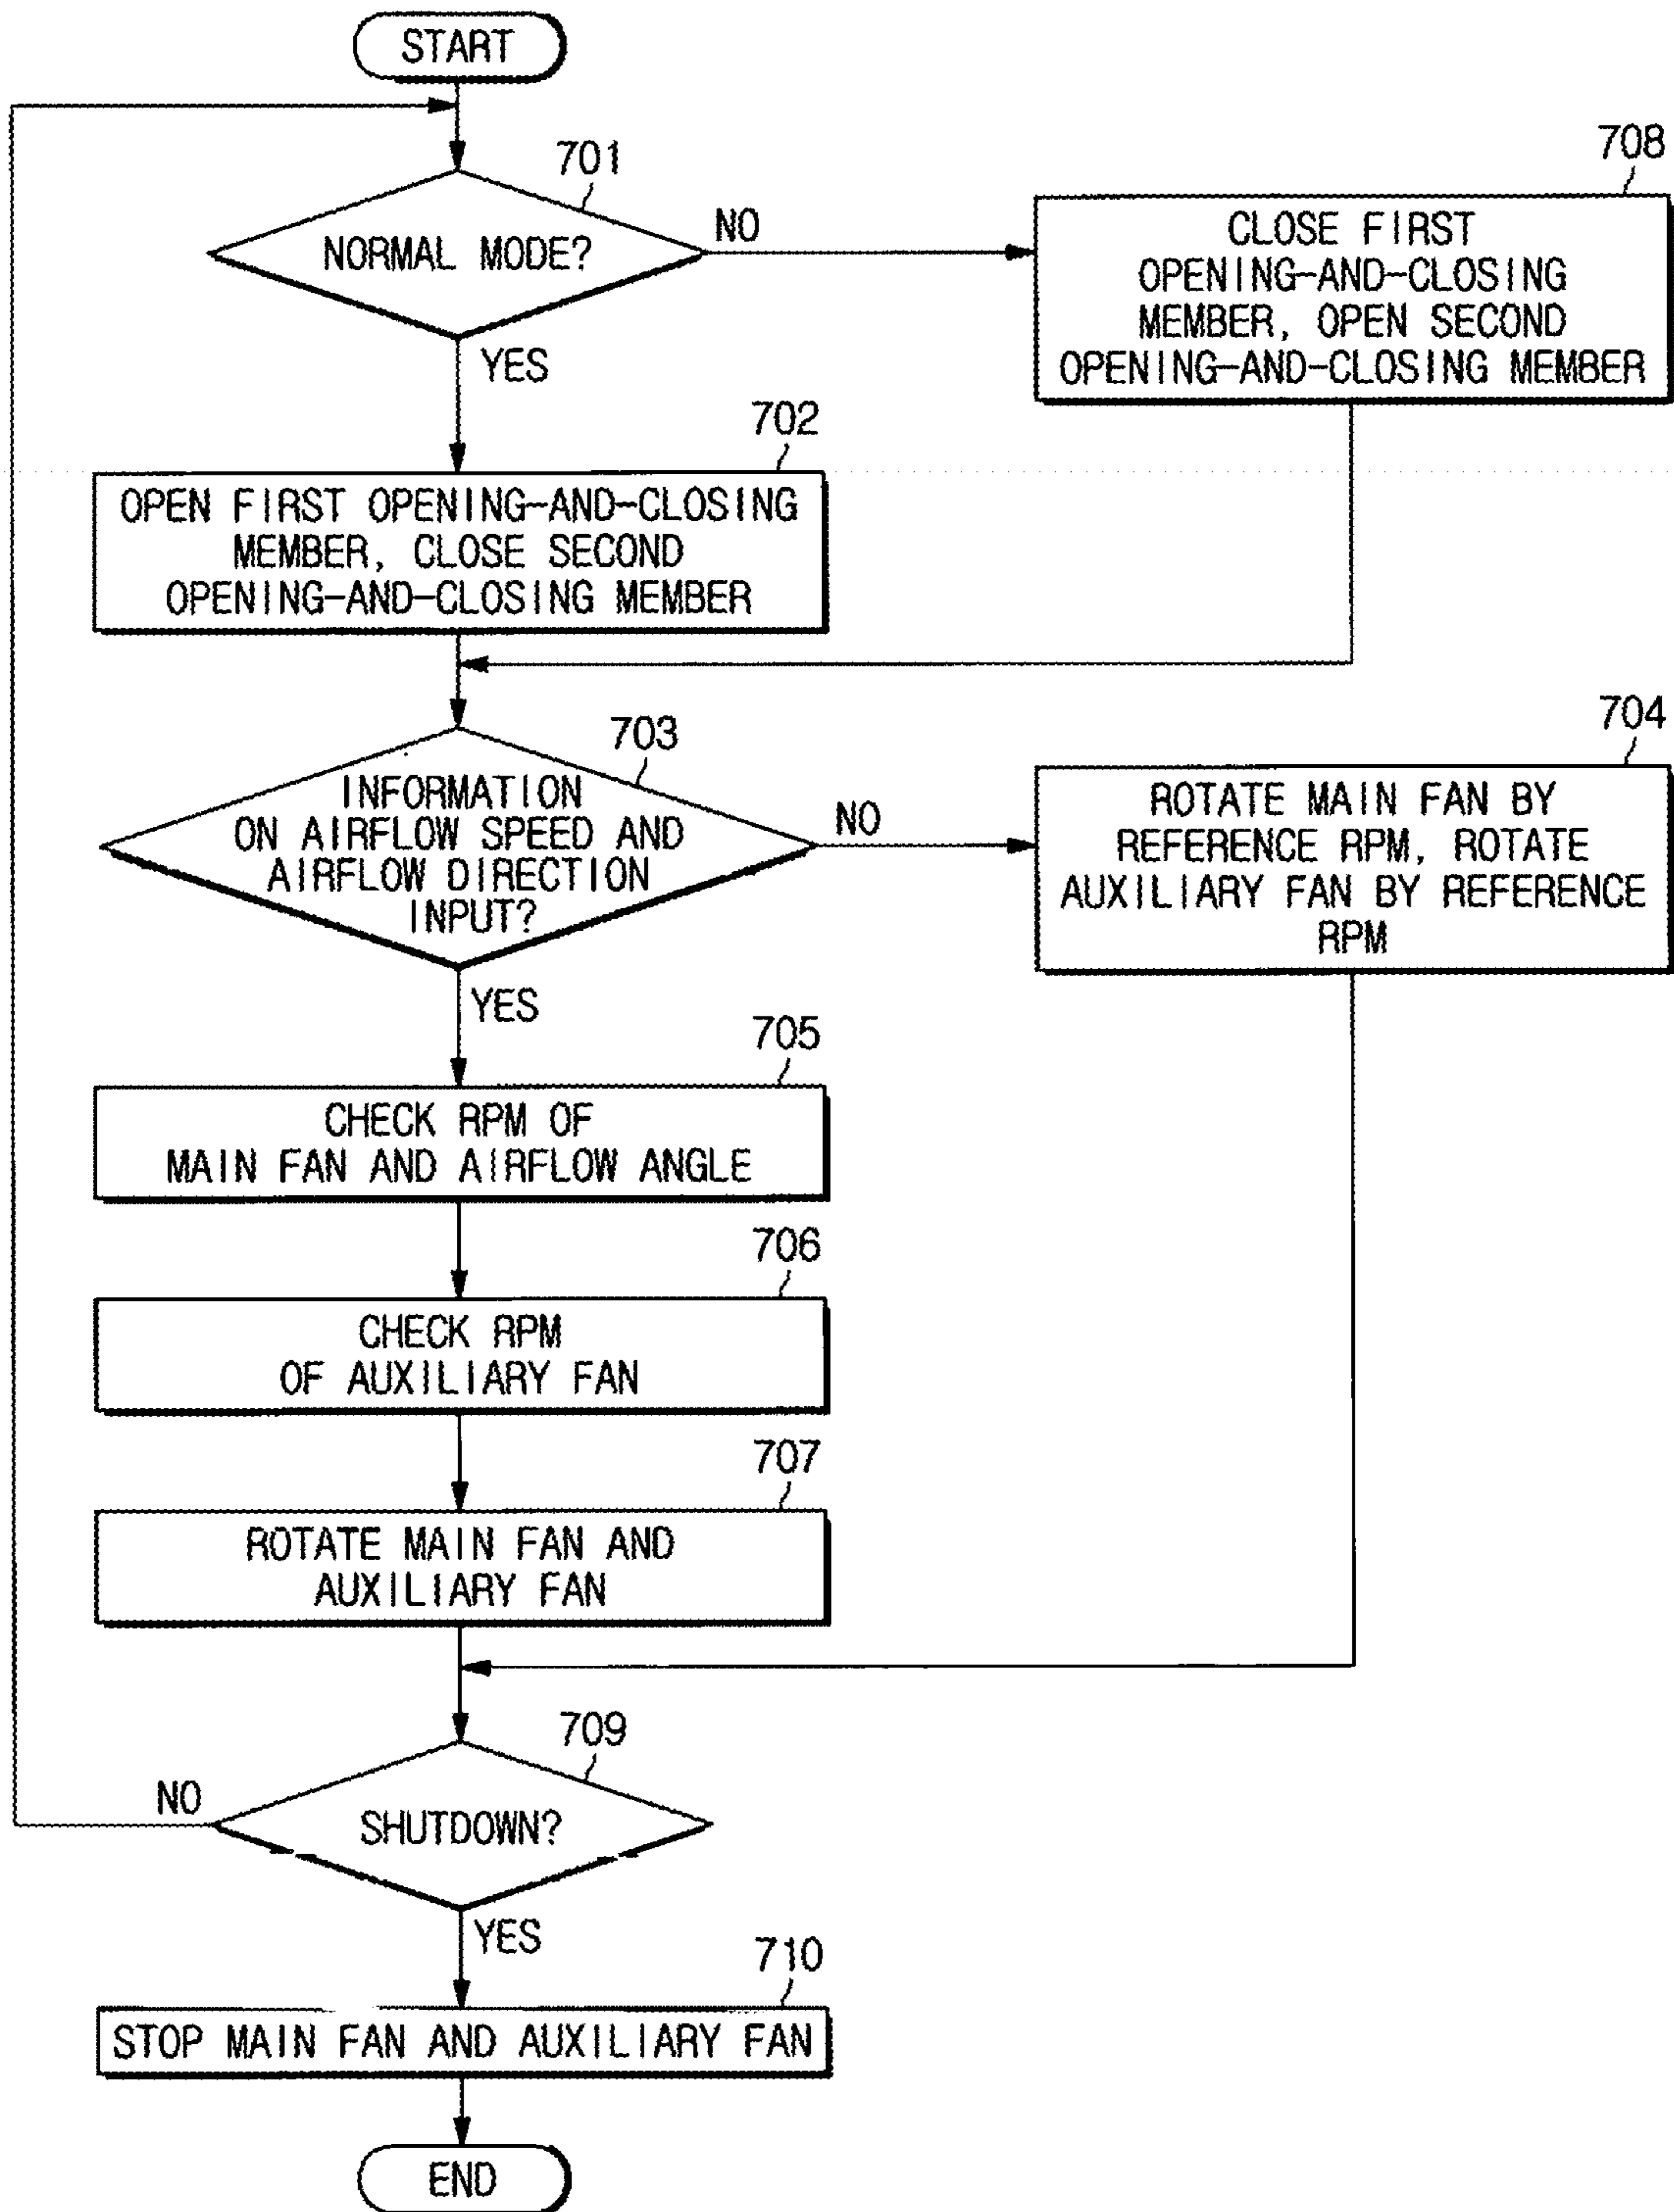 START
701
NORMAL MODE?
NO
YES
708
CLOSE FIRST
OPENING-AND-CLOSING
MEMBER, OPEN SECOND
OPENING-AND-CLOSING MEMBER
702
OPEN FIRST OPENING-AND-CLOSING
MEMBER, CLOSE SECOND
OPENING-AND-CLOSING MEMBER
703
INFORMATION
ON AIRFLOW SPEED AND
AIRFLOW DIRECTION
INPUT?
NO
YES
704
ROTATE MAIN FAN BY
REFERENCE RPM, ROTATE
AUXILIARY FAN BY REFERENCE
RPM
705
CHECK RPM OF
MAIN FAN AND AIRFLOW ANGLE
706
CHECK RPM
OF AUXILIARY FAN
707
ROTATE MAIN FAN AND
AUXILIARY FAN
709
SHUTDOWN?
NO
YES
710
STOP MAIN FAN AND AUXILIARY FAN
END